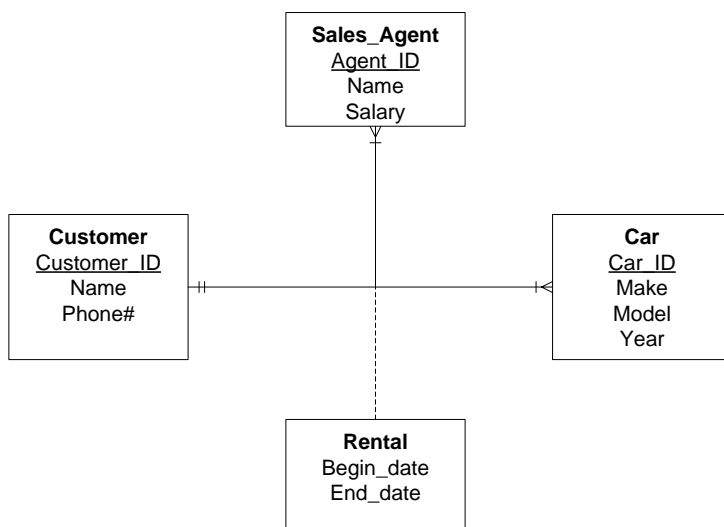 Sales_Agent
Agent_ID
Name
Salary
Customer
Customer_ID
Name
Phone#
Car
Car_ID
Make
Model
Year
Rental
Begin_date
End_date